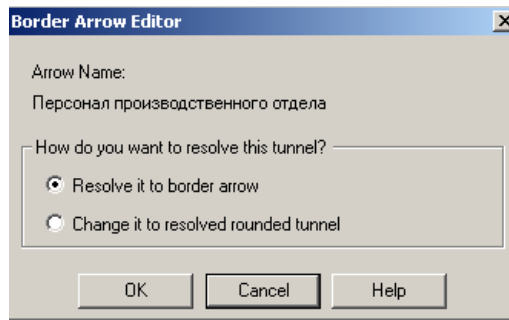 Border Arrow Editor
Arrow Name:
Персонал производственного отдела
How do you want to resolve this tunnel?
Resolve it to border arrow
Change it to resolved rounded tunnel
OK Cancel Help